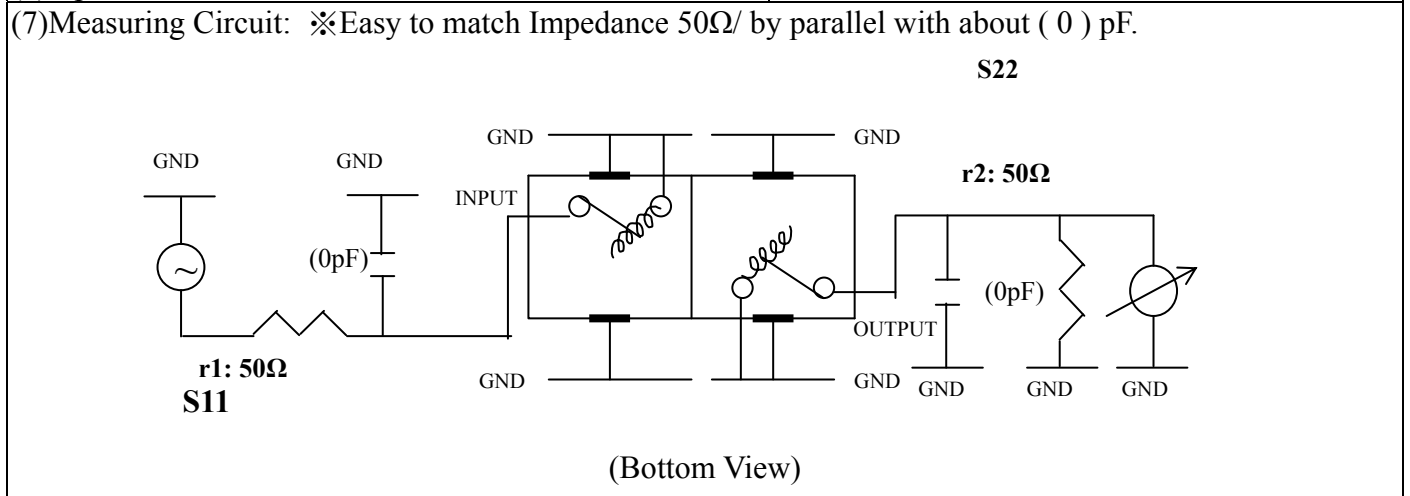 (7)Measuring Circuit: ※Easy to match Impedance 50Ω/ by parallel with about ( 0 ) pF.
S22
GND
GND
GND
GND
r2: 50Ω
INPUT
(0pF)
~
(0pF)
OUTPUT
r1: 50Ω
S11
GND
GND
GND
GND
GND
(Bottom View)